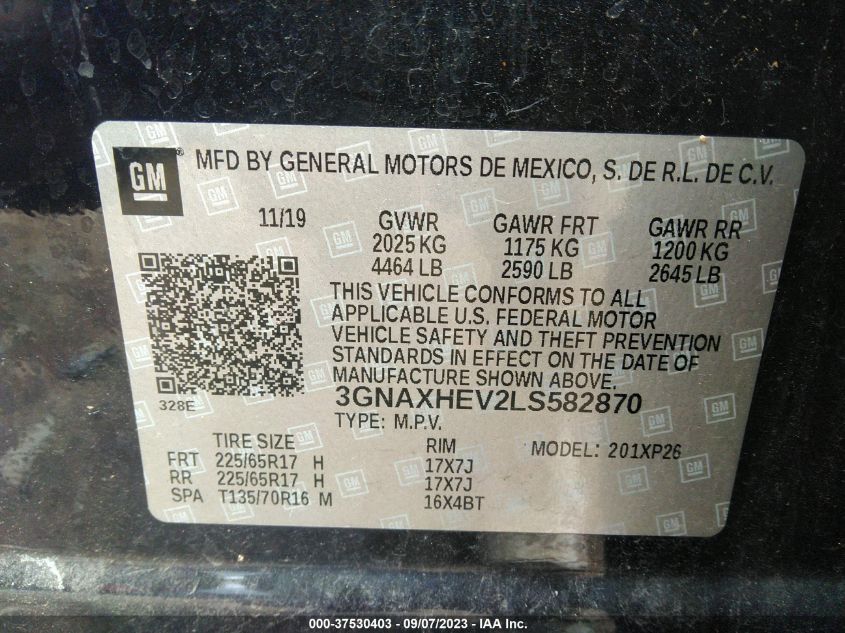 GM MFD BY GENERAL MOTORS DE MEXICO, S. DE R.L. DE C.V.
11/19 GVWR GAWR FRT GAWR RR
2025 KG 1175 KG 1200 KG
4464 LB 2590 LB 2645 LB
THIS VEHICLE CONFORMS TO ALL
APPLICABLE U.S. FEDERAL MOTOR
VEHICLE SAFETY AND THEFT PREVENTION
STANDARDS IN EFFECT ON THE DATE OF
MANUFACTURE SHOWN ABOVE.
328E 3GNAXHEV2LS582870
TYPE: M.P.V.
TIRE SIZE RIM MODEL: 201XP26
FRT 225/65R17 H 17X7J
RR 225/65R17 H 17X7J
SPA T135/70R16 M 16X4BT
000-37530403 - 09/07/2023 - © IAA Inc.